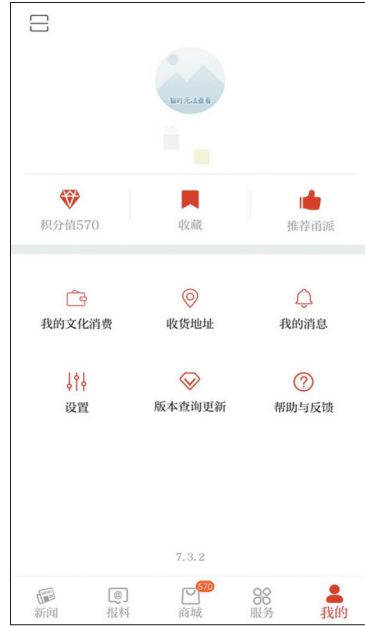 暂时无法查看
积分值570
收藏
推荐甬派
我的文化消费
收货地址
我的消息
设置
版本查询更新
帮助与反馈
7.3.2
570
新闻
报料
商城
服务
我的